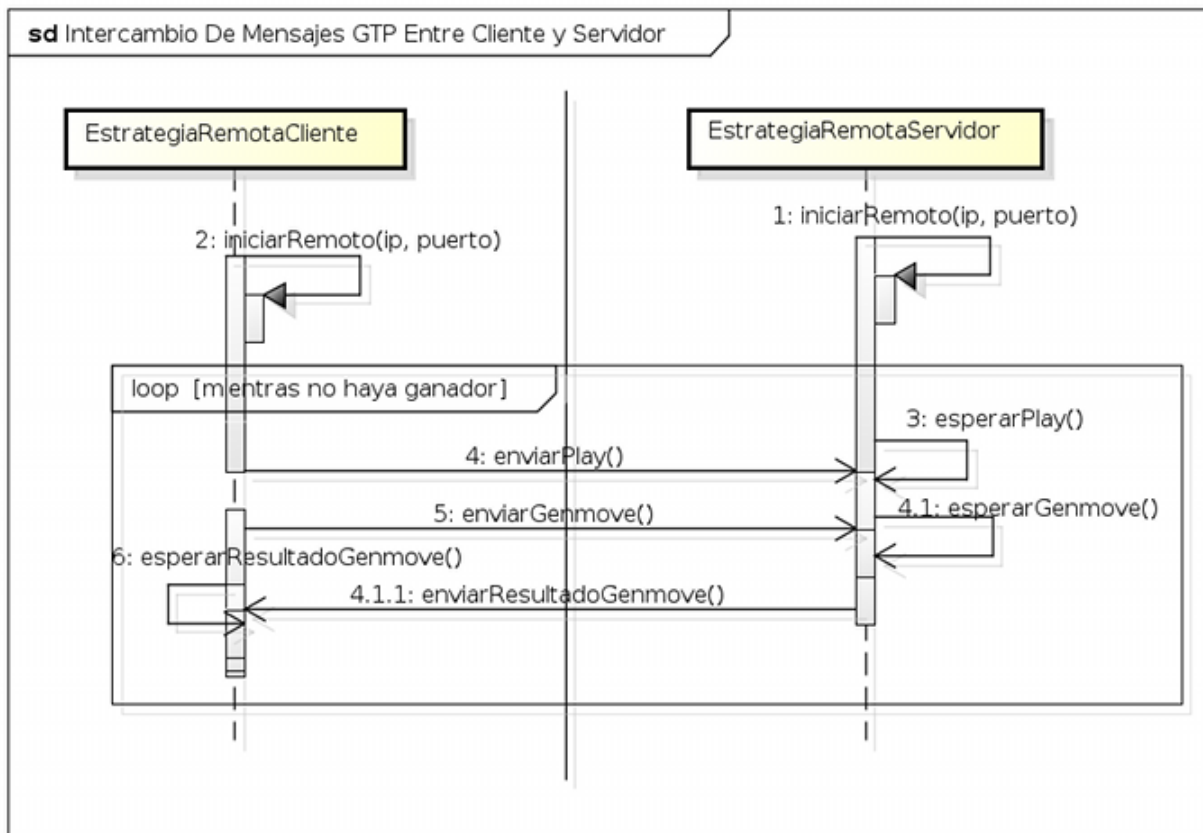 sd Intercambio De Mensajes GTP Entre Cliente y Servidor
EstrategiaRemotaCliente
EstrategiaRemotaServidor
1: iniciarRemoto(ip, puerto)
2: iniciarRemoto(ip, puerto)
loop [mientras no haya ganador]
3: esperarPlay()
4: enviarPlay()
4.1: esperarGenmove()
5: enviarGenmove()
6: esperarResultadoGenmove()
4.1.1: enviarResultadoGenmove()